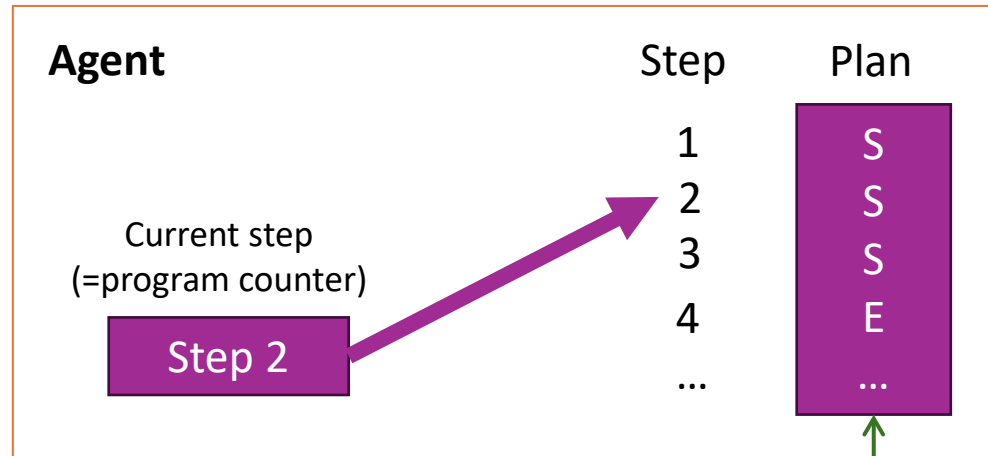 Agent
Step Plan
1 S
2 S
3 S
4 E
... ...
Current step
(=program counter)
Step 2